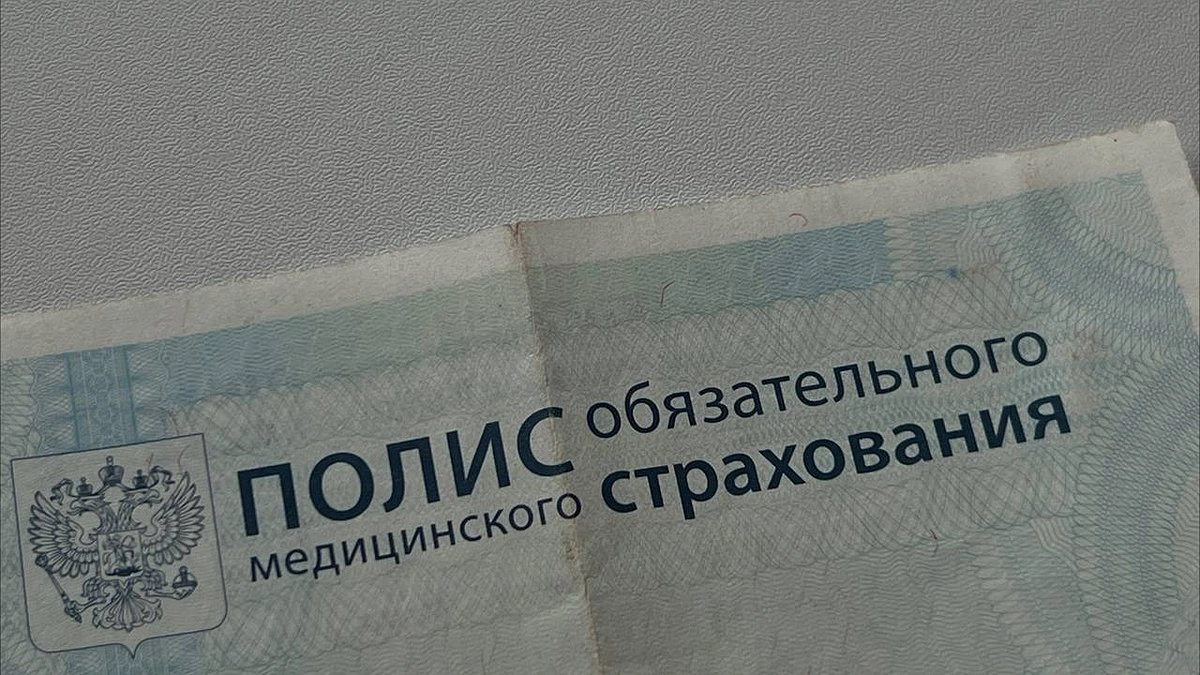 ПОЛИС обязательного
медицинского страхования